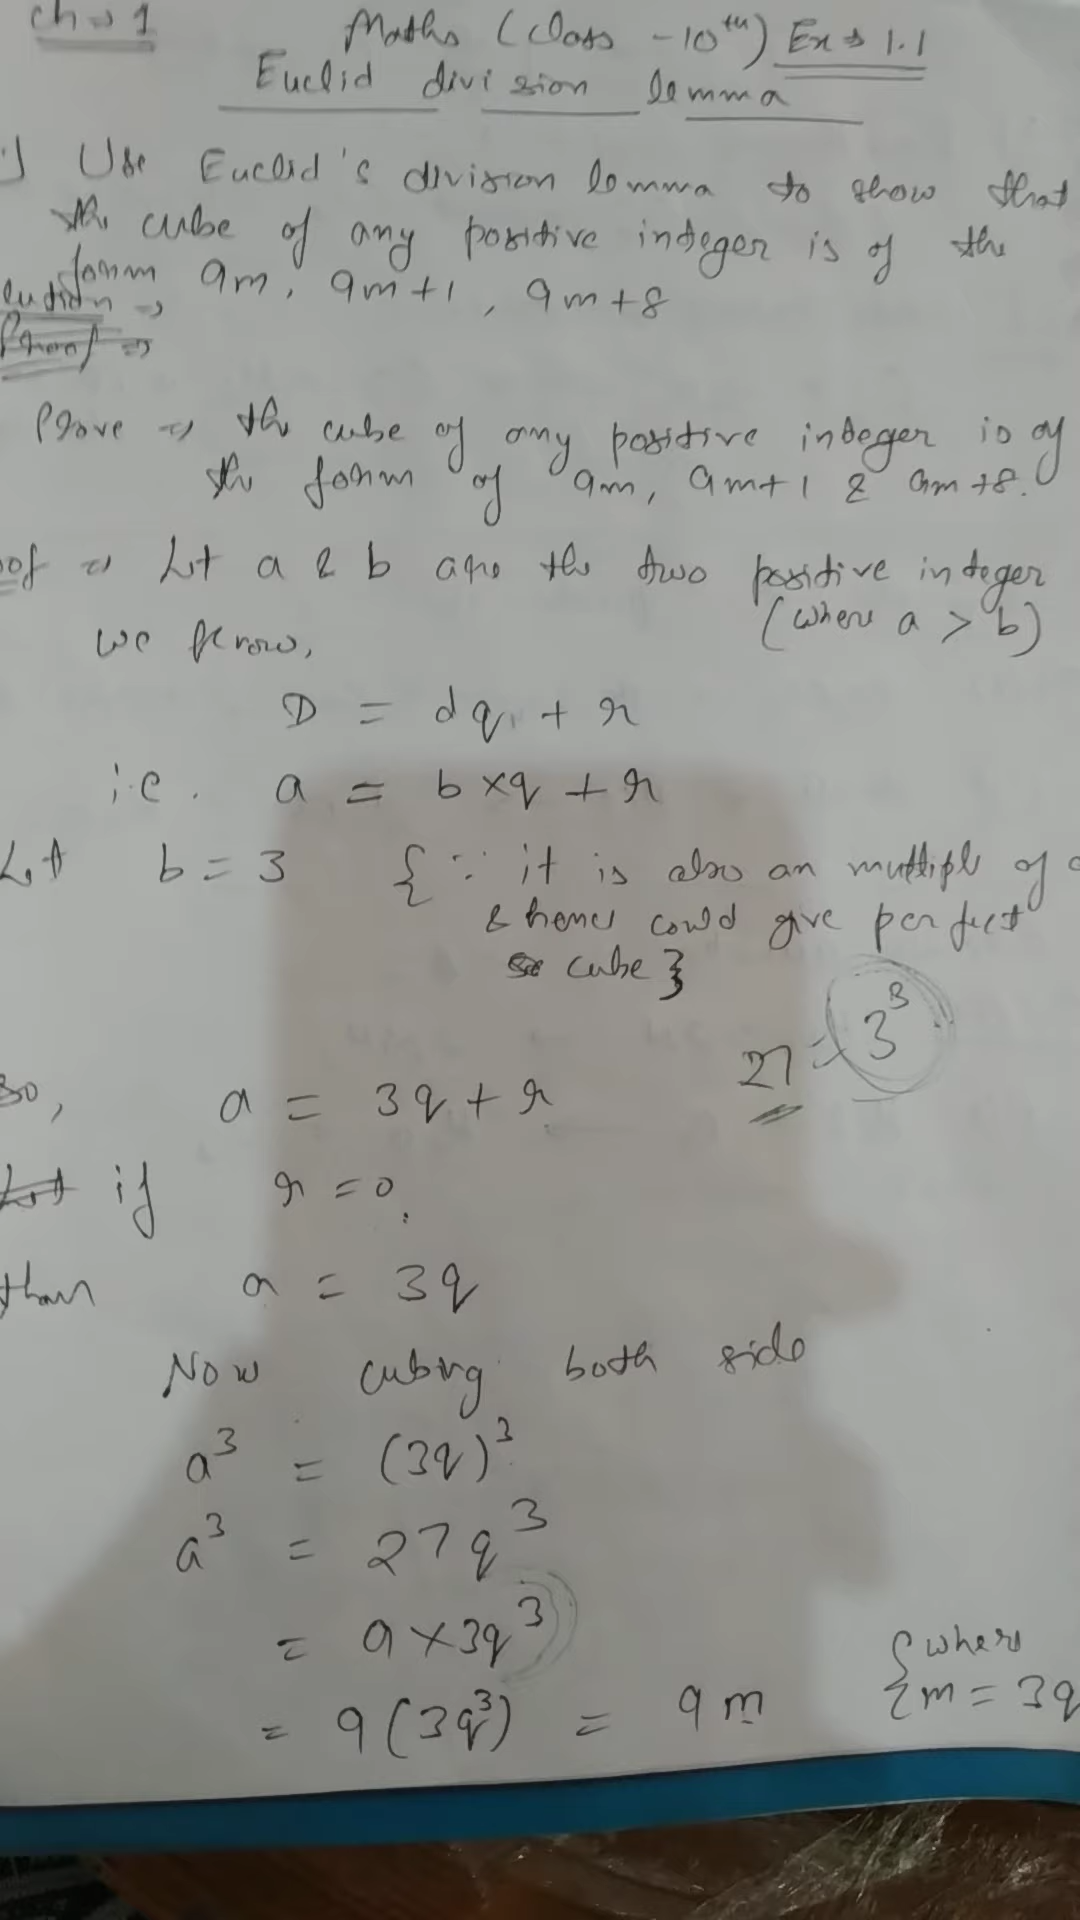 Ch → 1
Maths (Class - 10th) Ex → 1.1
Euclid division lemma
Use Euclid's division lemma to show that
the cube of any positive integer is of the
form 9m, 9m+1, 9m+8
lution →
Proof →
Prove → the cube of any positive integer is of
the form of 9m, 9m+1 & 9m+8.
oof → Let a & b are the two positive integer
(where a > b)
we know,
D = dq + r
i.e. a = b×q + r
Let b = 3 {∵ it is also an multiple of
& hence could give perfect
cube}
27 = 3³
so, a = 3q + r
if r = 0
than a = 3q
Now cubing both side
a³ = (3q)³
a³ = 27q³
= 9×3q³
= 9(3q³) = 9m {where
m = 3q